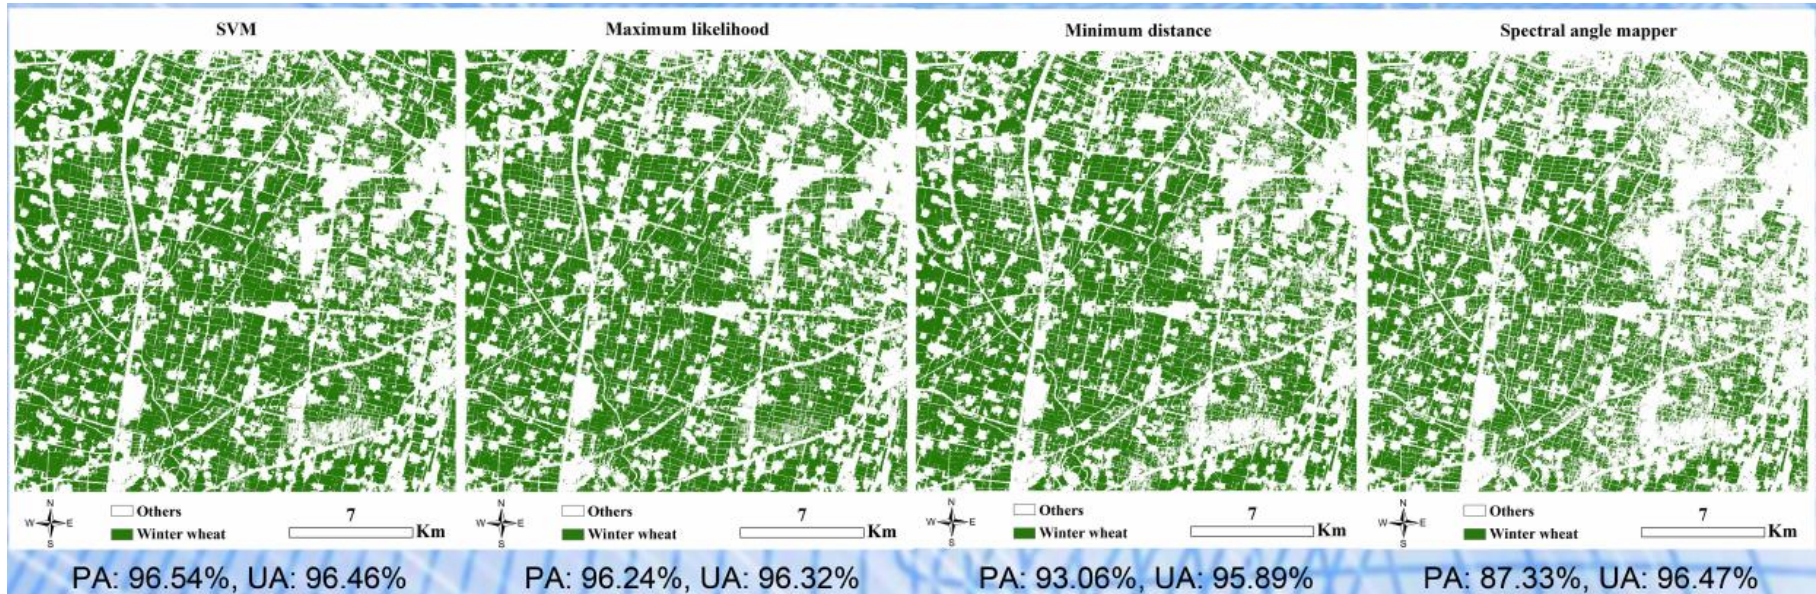 SVM
Maximum likelihood
Minimum distance
Spectral angle mapper
N
W E
S
Others
Winter wheat
7
Km
N
W E
S
Others
Winter wheat
7
Km
N
W E
S
Others
Winter wheat
7
Km
N
W E
S
Others
Winter wheat
7
Km
PA: 96.54%, UA: 96.46%
PA: 96.24%, UA: 96.32%
PA: 93.06%, UA: 95.89%
PA: 87.33%, UA: 96.47%